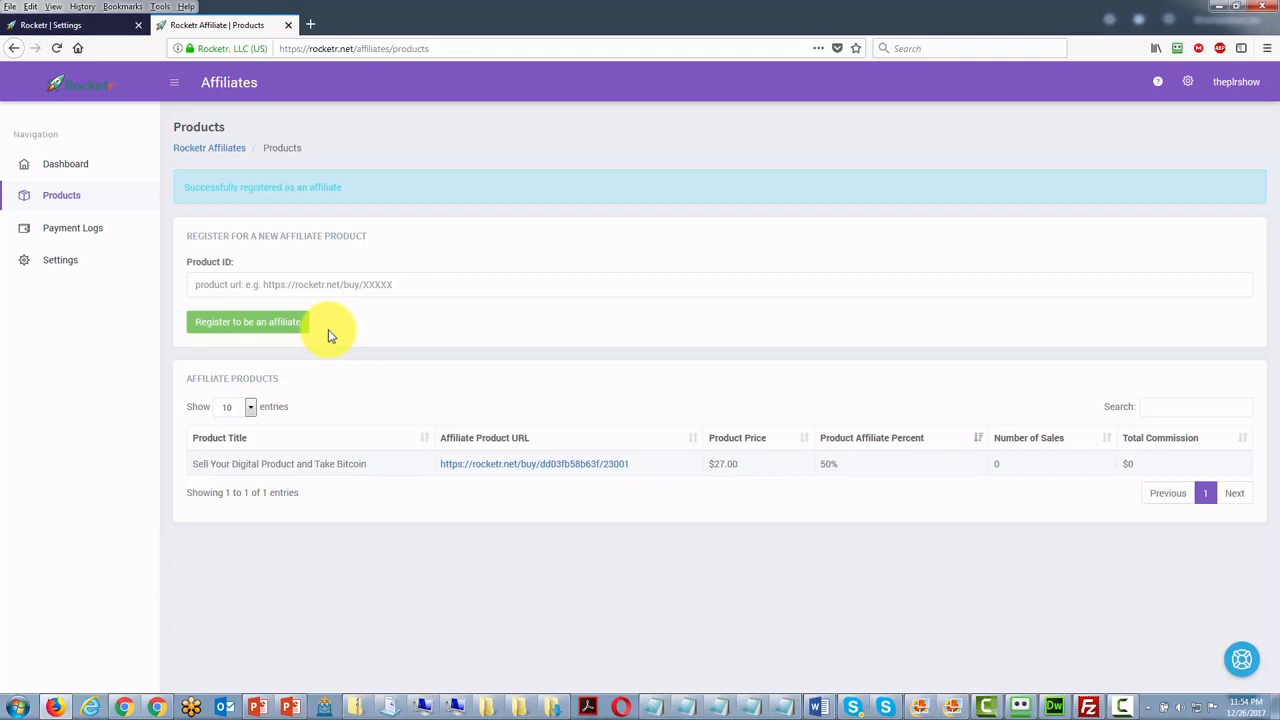 File Edit View History Bookmarks Tools Help
Rocketr | Settings
Rocketr Affiliate | Products
Rocketr, LLC (US) https://rocketr.net/affiliates/products
Search
Rocketr
Affiliates
theplrshow
Navigation
Dashboard
Products
Payment Logs
Settings
Products
Rocketr Affiliates / Products
Successfully registered as an affiliate
REGISTER FOR A NEW AFFILIATE PRODUCT
Product ID:
product url: e.g. https://rocketr.net/buy/XXXXX
Register to be an affiliate
AFFILIATE PRODUCTS
Show 10 entries Search:
Product Title Affiliate Product URL Product Price Product Affiliate Percent Number of Sales Total Commission
Sell Your Digital Product and Take Bitcoin https://rocketr.net/buy/dd03fb58b63f/23001 $27.00 50% 0 $0
Showing 1 to 1 of 1 entries Previous 1 Next
11:54 PM
12/26/2017